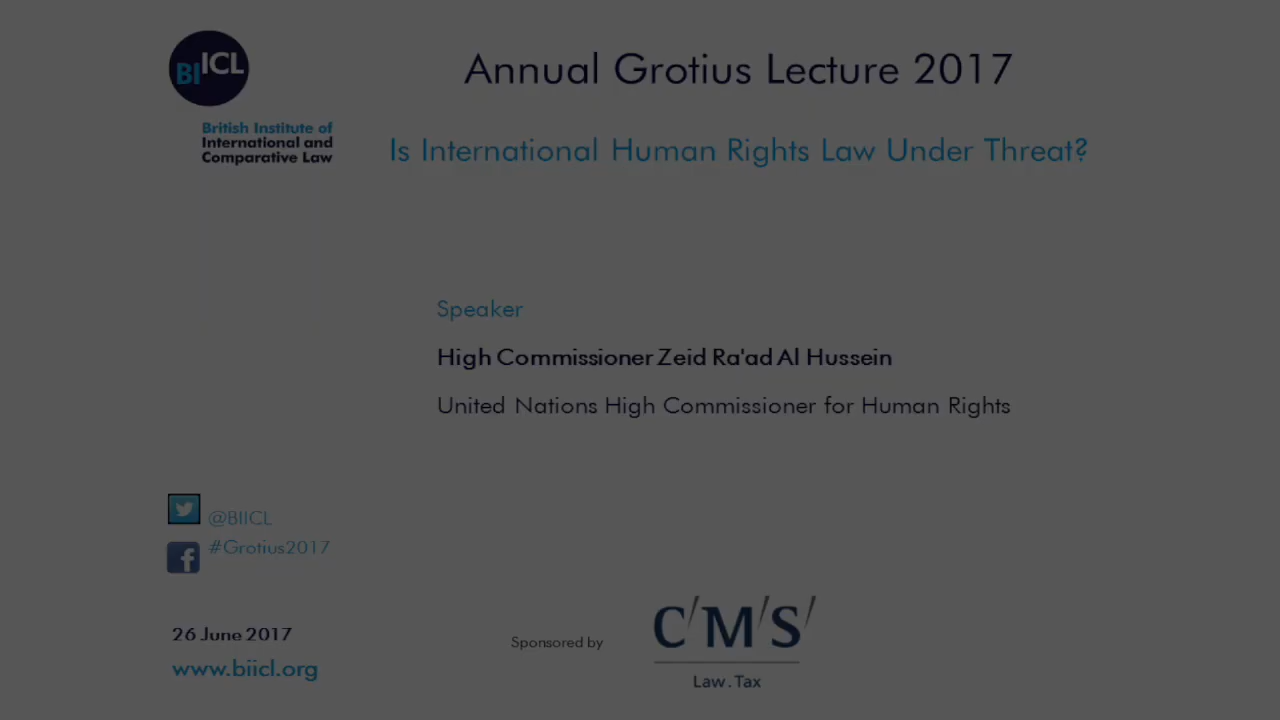 BIICL
British Institute of
International and
Comparative Law
Annual Grotius Lecture 2017
Is International Human Rights Law Under Threat?
Speaker
High Commissioner Zeid Ra'ad Al Hussein
United Nations High Commissioner for Human Rights
@BIICL
f
#Grotius2017
26 June 2017
www.biicl.org
Sponsored by
C'M'S'
Law.Tax